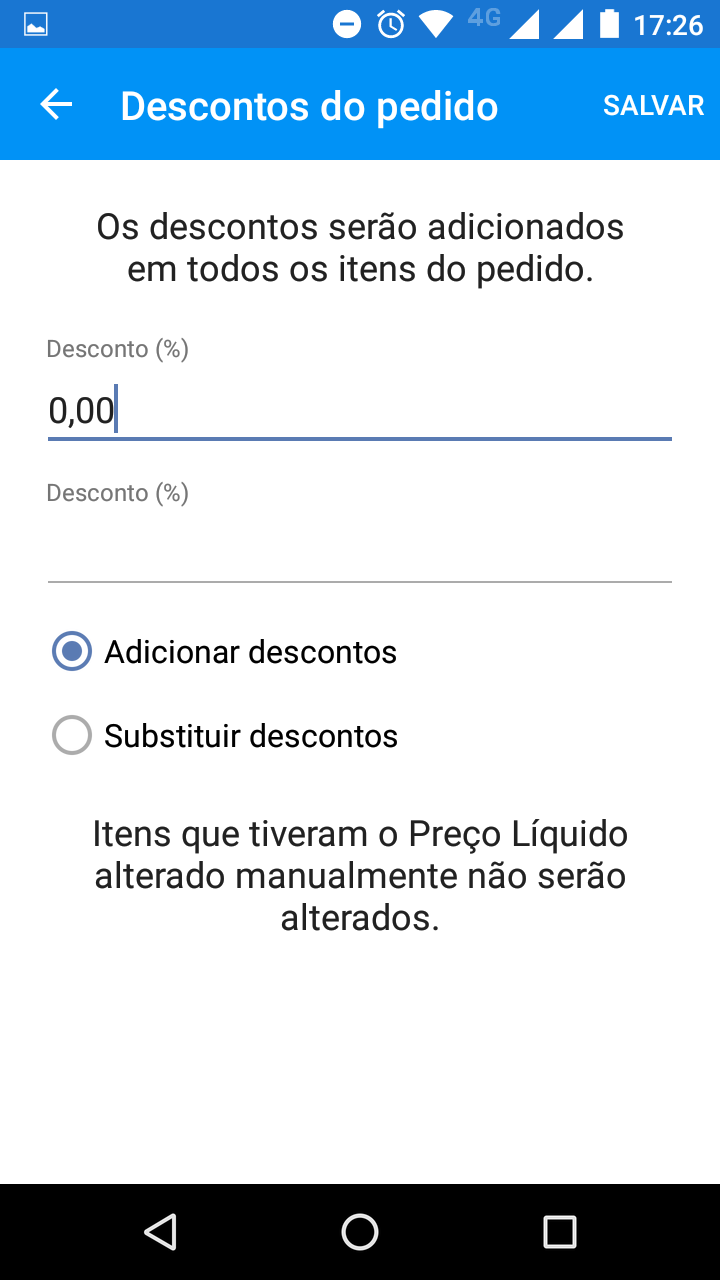 4G 17:26
Descontos do pedido SALVAR
Os descontos serão adicionados
em todos os itens do pedido.
Desconto (%)
0,00
Desconto (%)
Adicionar descontos
Substituir descontos
Itens que tiveram o Preço Líquido
alterado manualmente não serão
alterados.